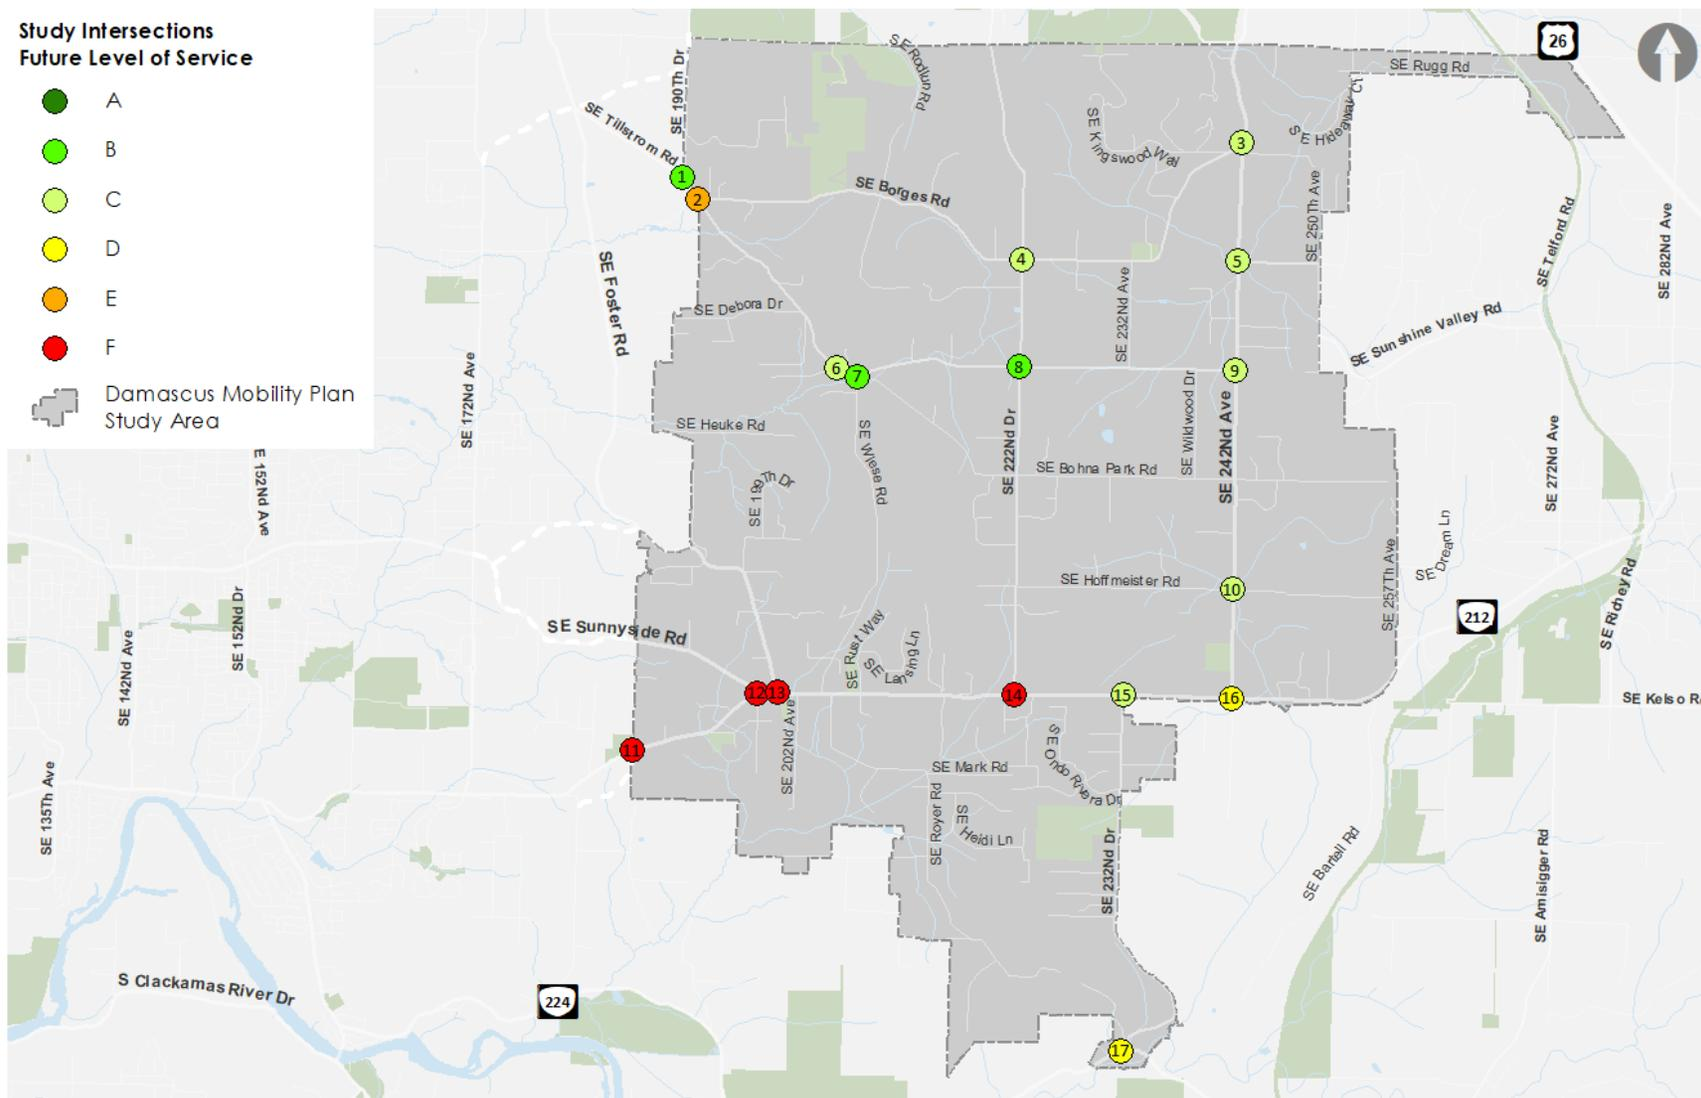 Study Intersections
Future Level of Service
A
B
C
D
E
F
Damascus Mobility Plan
Study Area
26
SE Rugg Rd
SE Rodlun Rd
SE 190Th Dr
SE Tillstrom Rd
SE Kingswood Way
SE Hideaway Ct
3
1
2
SE Borges Rd
SE 250Th Ave
SE Telford Rd
SE 282Nd Ave
4
5
SE Foster Rd
SE Debora Dr
SE 232Nd Ave
SE Sunshine Valley Rd
6
7
8
9
SE 172Nd Ave
SE Heuke Rd
SE Wiese Rd
SE 222Nd Dr
SE Wildwood Dr
SE 242Nd Ave
SE Bohna Park Rd
SE 272Nd Ave
E 152Nd Ave
SE 199Th Dr
SE Dream Ln
SE Hoffmeister Rd
10
SE 257Th Ave
SE Ridney Rd
212
SE 152Nd Dr
SE 142Nd Ave
SE Sunnyside Rd
SE Rust Way
SE Lansing Ln
12
13
14
15
16
SE Kelso R
11
SE 202Nd Ave
SE Ondo Rivera Dr
SE Mark Rd
SE 135Th Ave
SE Royer Rd
SE Heidi Ln
SE 232Nd Dr
SE Bartell Rd
SE Amisigger Rd
S Clackamas River Dr
224
17